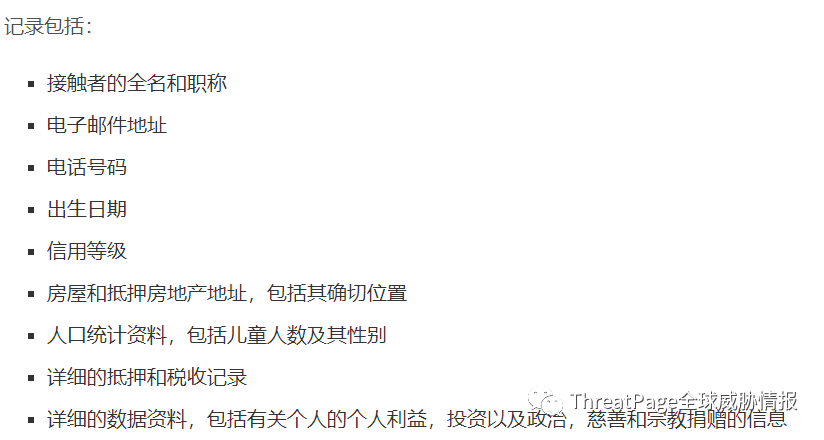 记录包括：
接触者的全名和职称
电子邮件地址
电话号码
出生日期
信用等级
房屋和抵押房地产地址，包括其确切位置
人口统计资料，包括儿童人数及其性别
详细的抵押和税收记录
ThreatPage全球威胁情报
详细的数据资料，包括有关个人的个人利益，投资以及政治，慈善和宗教捐赠的信息